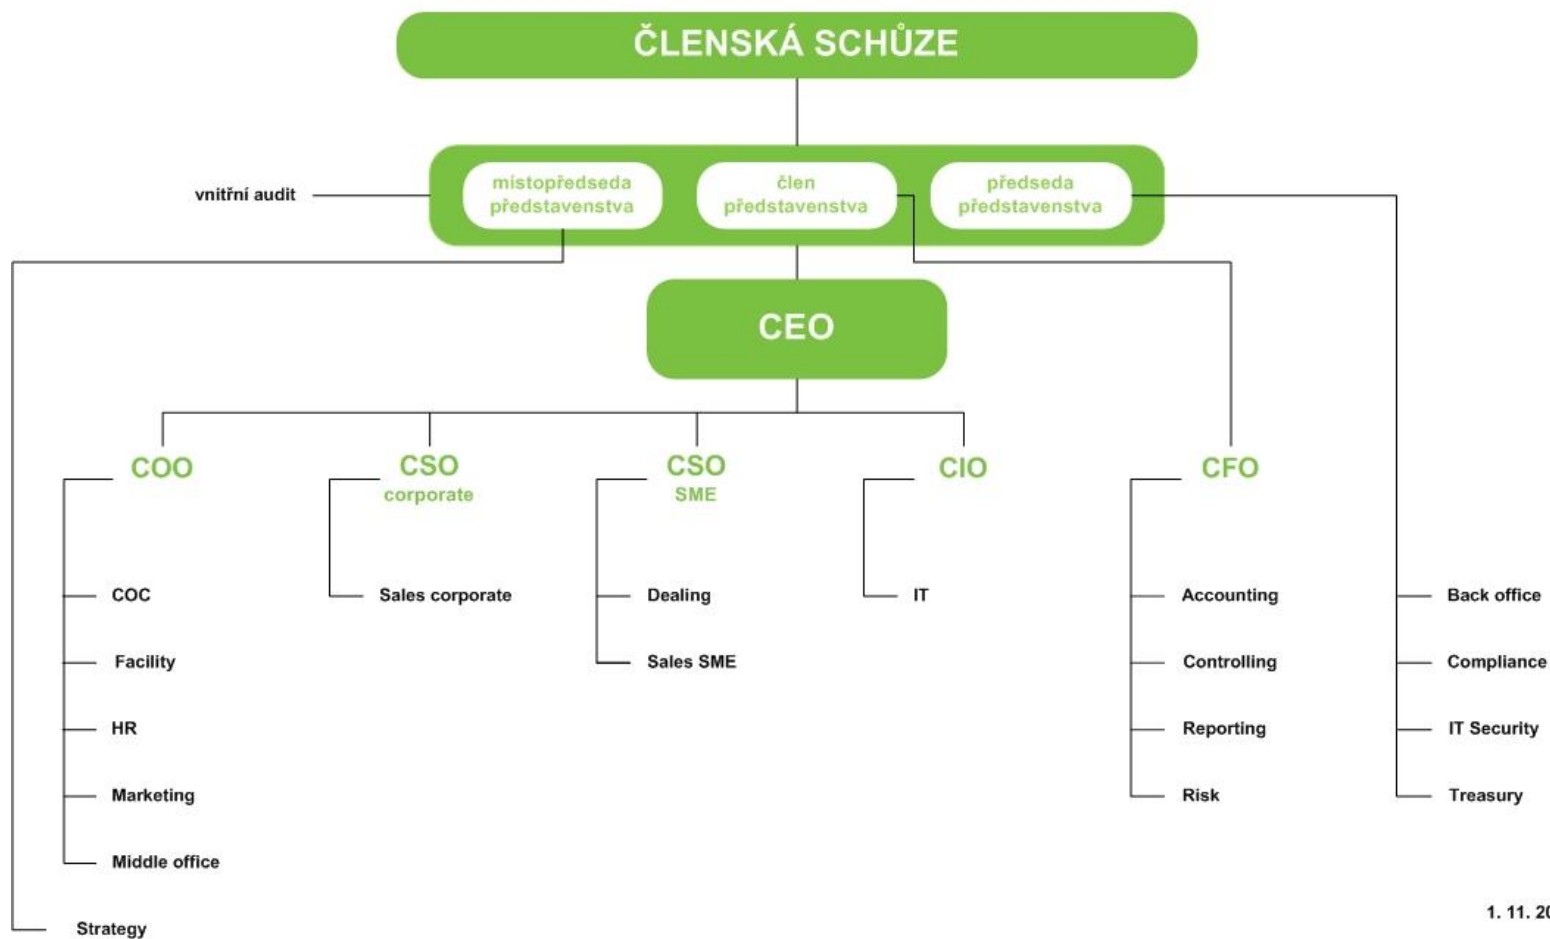 ČLENSKÁ SCHŮZE
vnitřní audit
místopředseda
představenstva
člen
představenstva
předseda
představenstva
CEO
COO
CSO
corporate
CSO
SME
CIO
CFO
COC
Sales corporate
Dealing
IT
Accounting
Back office
Facility
Sales SME
Controlling
Compliance
HR
Reporting
IT Security
Marketing
Risk
Treasury
Middle office
1. 11.
Strategy